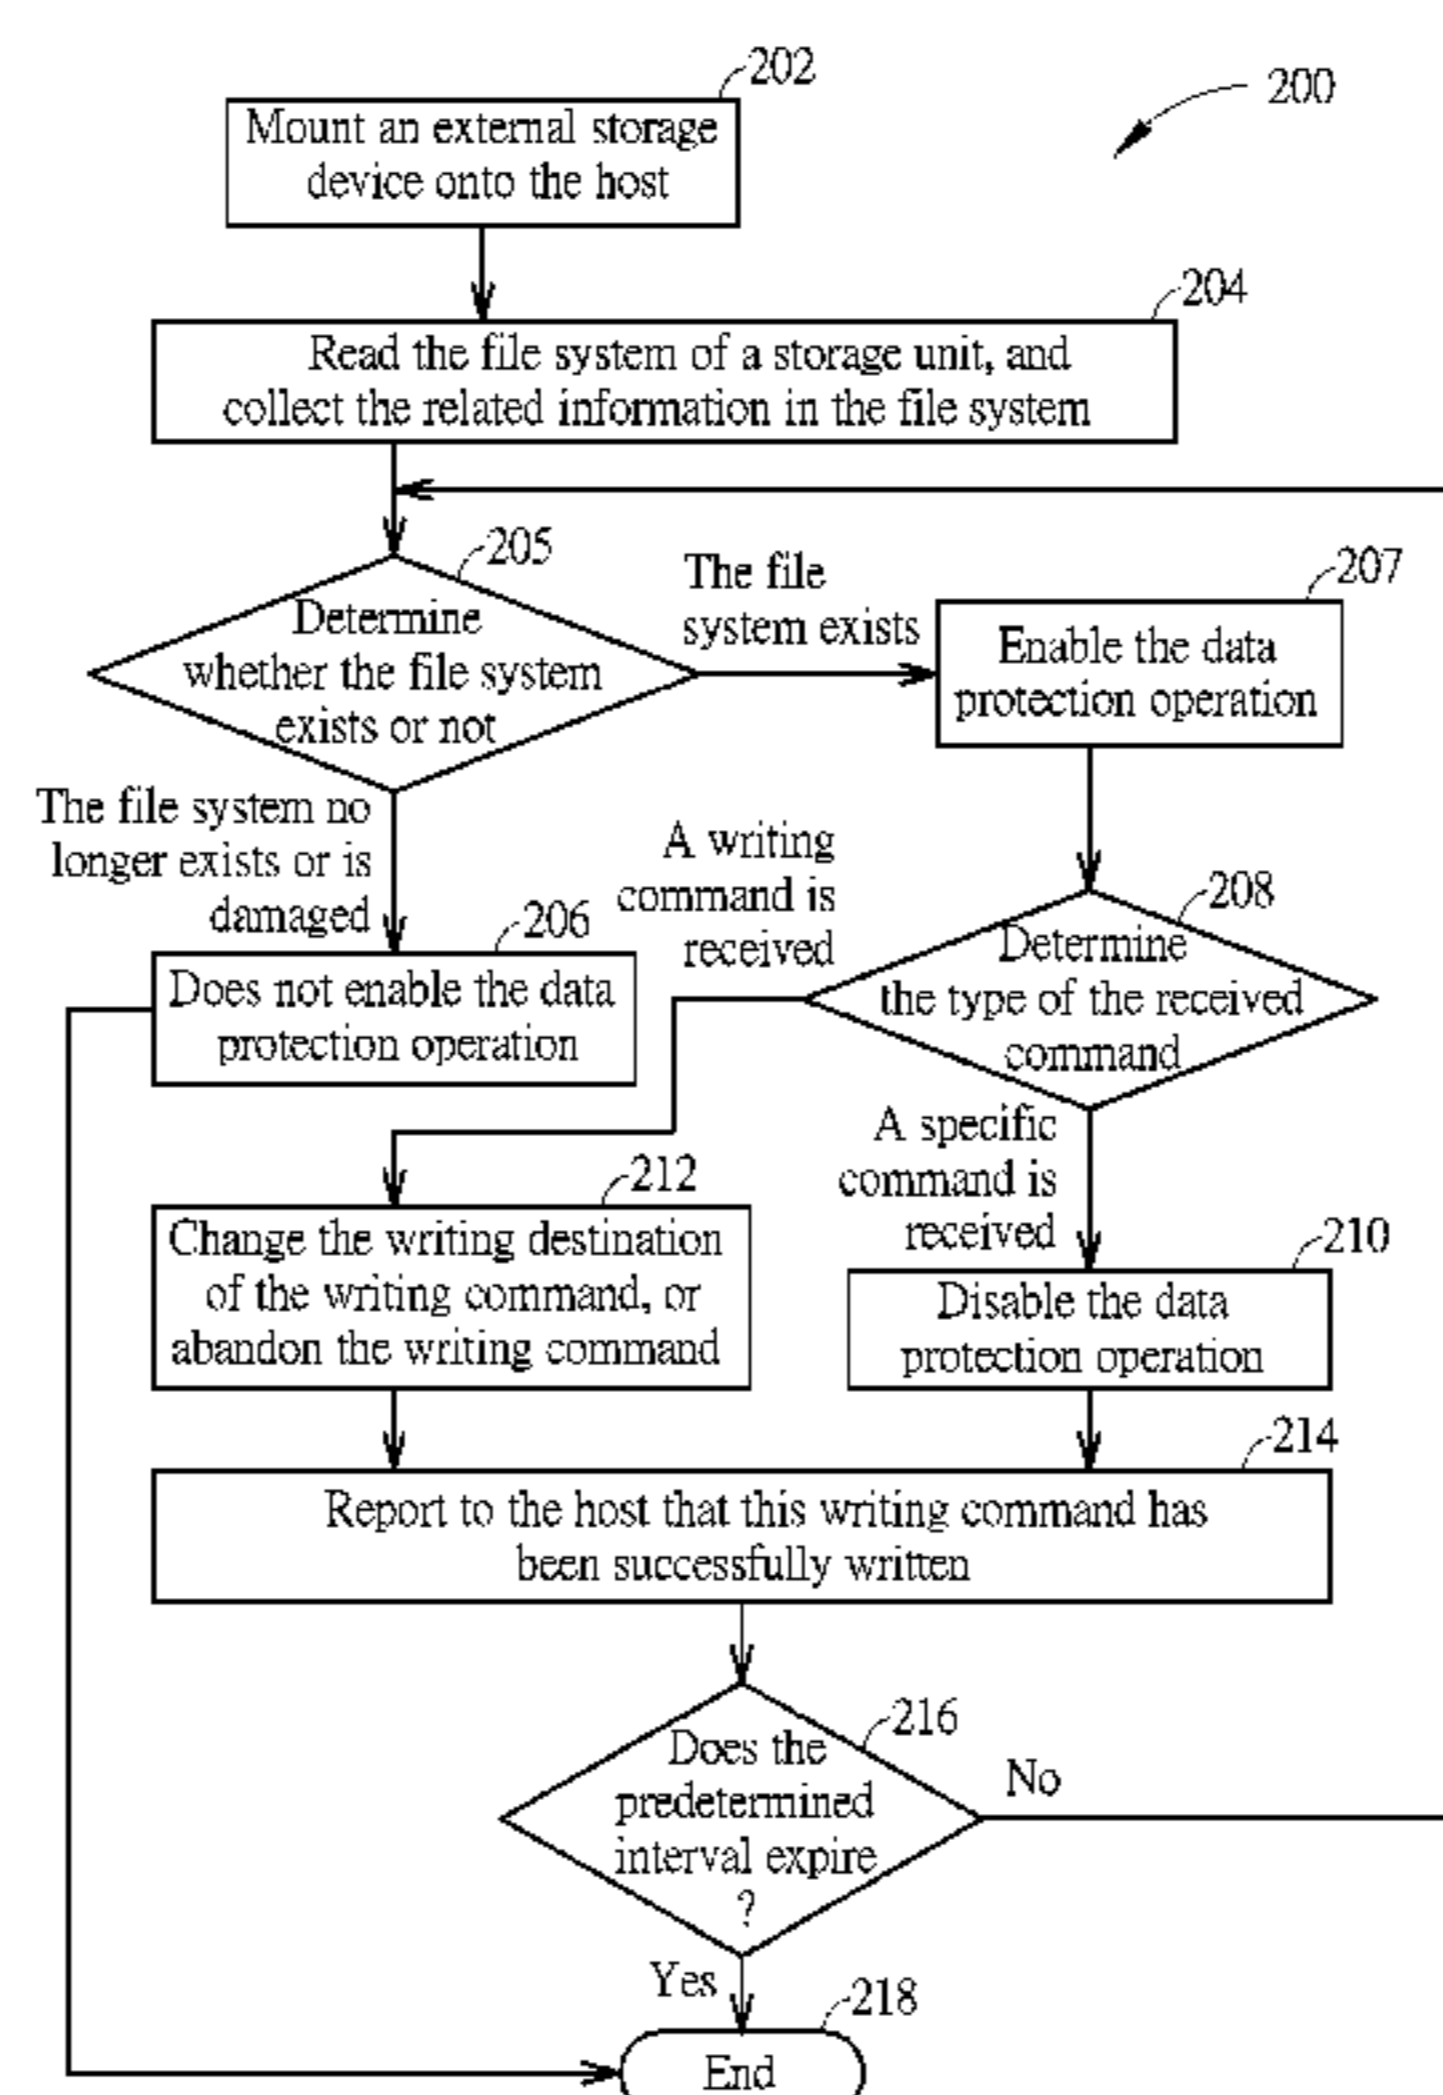 202
200
Mount an external storage
device onto the host
204
Read the file system of a storage unit, and
collect the related information in the file system
205
Determine
whether the file system
exists or not
The file
system exists
207
Enable the data
protection operation
The file system no
longer exists or is
damaged
206
Does not enable the data
protection operation
A writing
command is
received
208
Determine
the type of the received
command
A specific
command is
received
212
Change the writing destination
of the writing command, or
abandon the writing command
210
Disable the data
protection operation
214
Report to the host that this writing command has
been successfully written
216
Does the
predetermined
interval expire
?
No
Yes
218
End